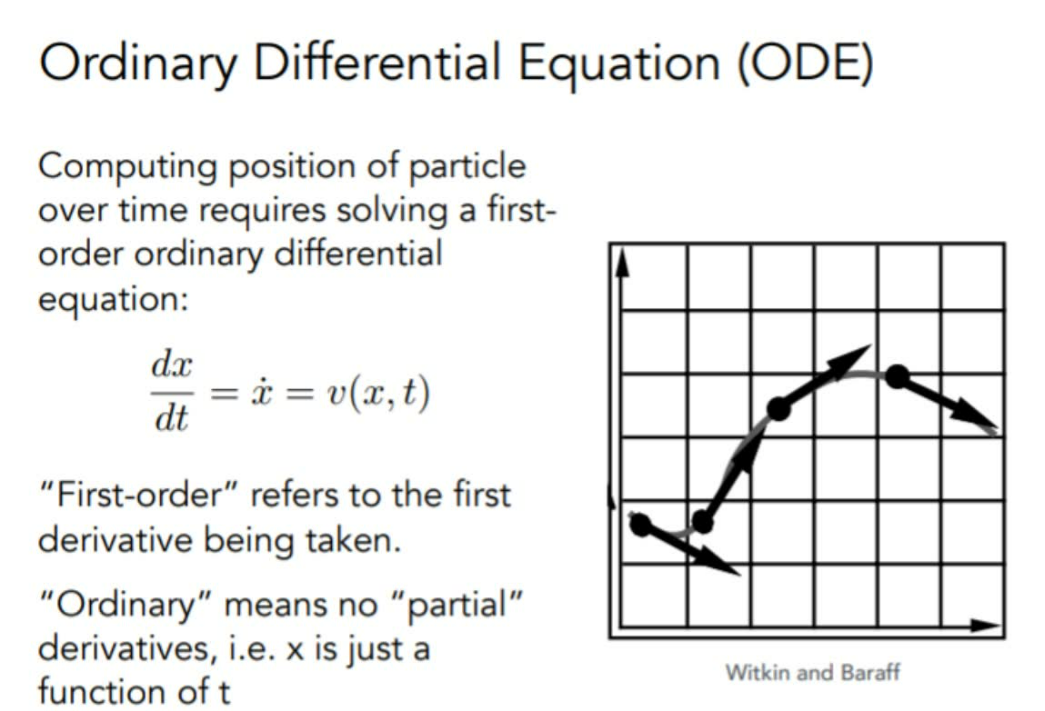 Ordinary Differential Equation (ODE)
Computing position of particle
over time requires solving a first-
order ordinary differential
equation:
dx/dt = ẋ = v(x, t)
“First-order” refers to the first
derivative being taken.
“Ordinary” means no “partial”
derivatives, i.e. x is just a
function of t
Witkin and Baraff